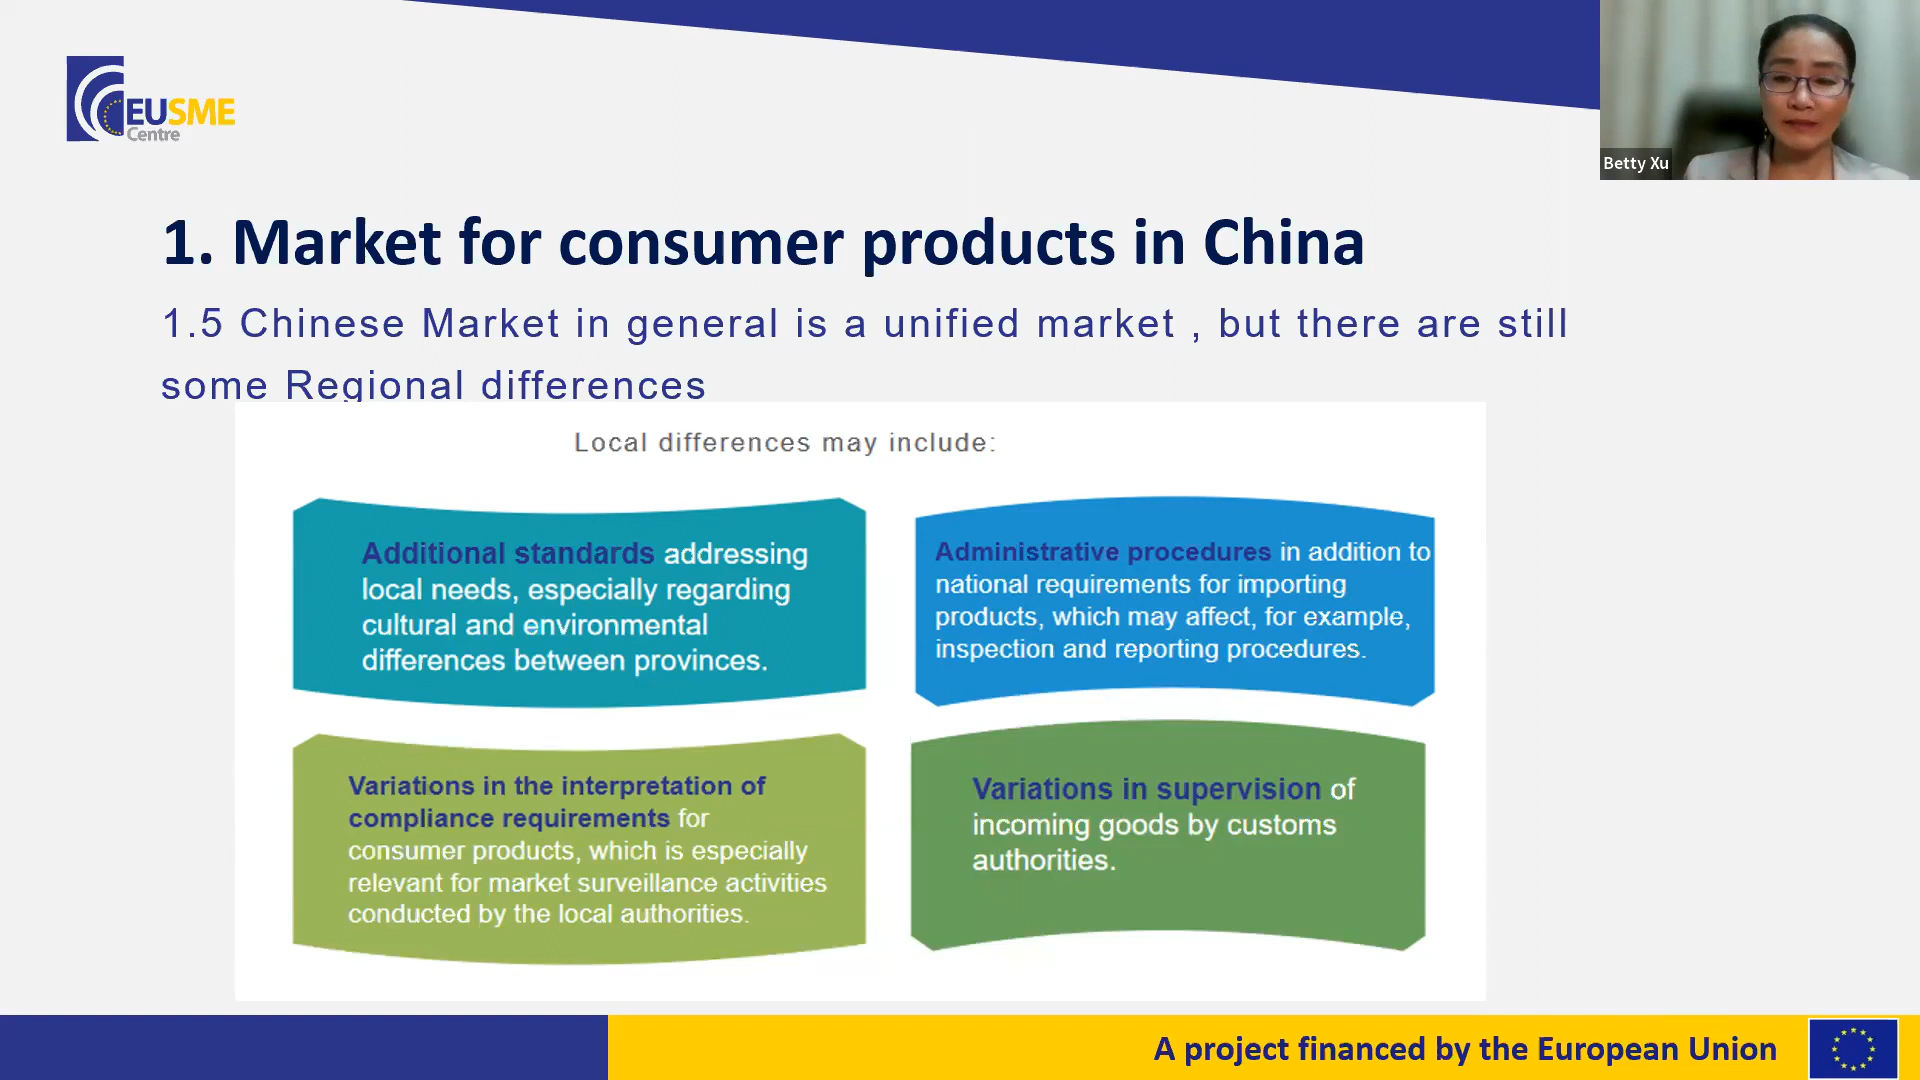 EUSME
Centre
Betty Xu
1. Market for consumer products in China
1.5 Chinese Market in general is a unified market , but there are still
some Regional differences
Local differences may include:
Additional standards addressing
local needs, especially regarding
cultural and environmental
differences between provinces.
Administrative procedures in addition to
national requirements for importing
products, which may affect, for example,
inspection and reporting procedures.
Variations in the interpretation of
compliance requirements for
consumer products, which is especially
relevant for market surveillance activities
conducted by the local authorities.
Variations in supervision of
incoming goods by customs
authorities.
A project financed by the European Union